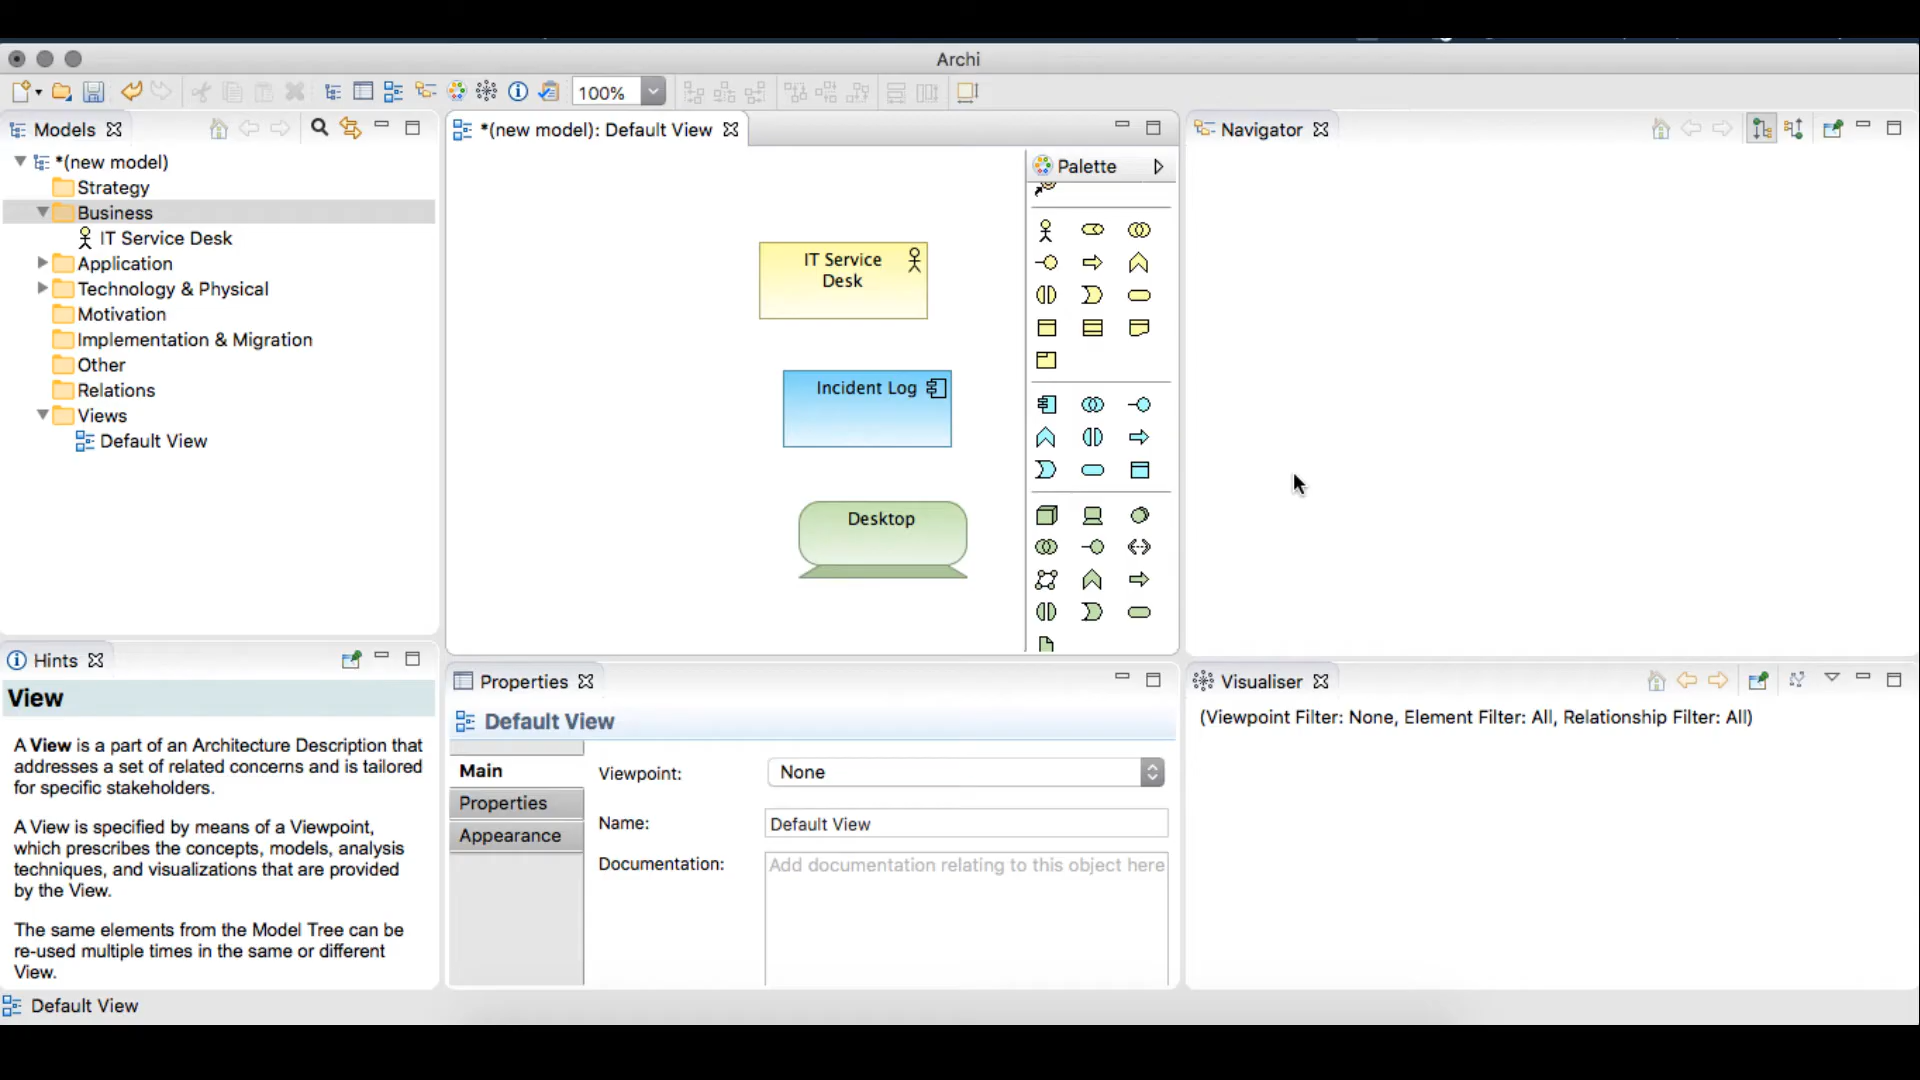 Archi
100%
Models
*(new model): Default View
Navigator
*(new model)
Strategy
Business
IT Service Desk
Application
Technology & Physical
Motivation
Implementation & Migration
Other
Relations
Views
Default View
IT Service
Desk
Incident Log
Desktop
Palette
Hints
View
A View is a part of an Architecture Description that
addresses a set of related concerns and is tailored
for specific stakeholders.
A View is specified by means of a Viewpoint,
which prescribes the concepts, models, analysis
techniques, and visualizations that are provided
by the View.
The same elements from the Model Tree can be
re-used multiple times in the same or different
View.
Properties
Default View
Main
Properties
Appearance
Viewpoint:
None
Name:
Default View
Documentation:
Add documentation relating to this object here
Visualiser
(Viewpoint Filter: None, Element Filter: All, Relationship Filter: All)
Default View